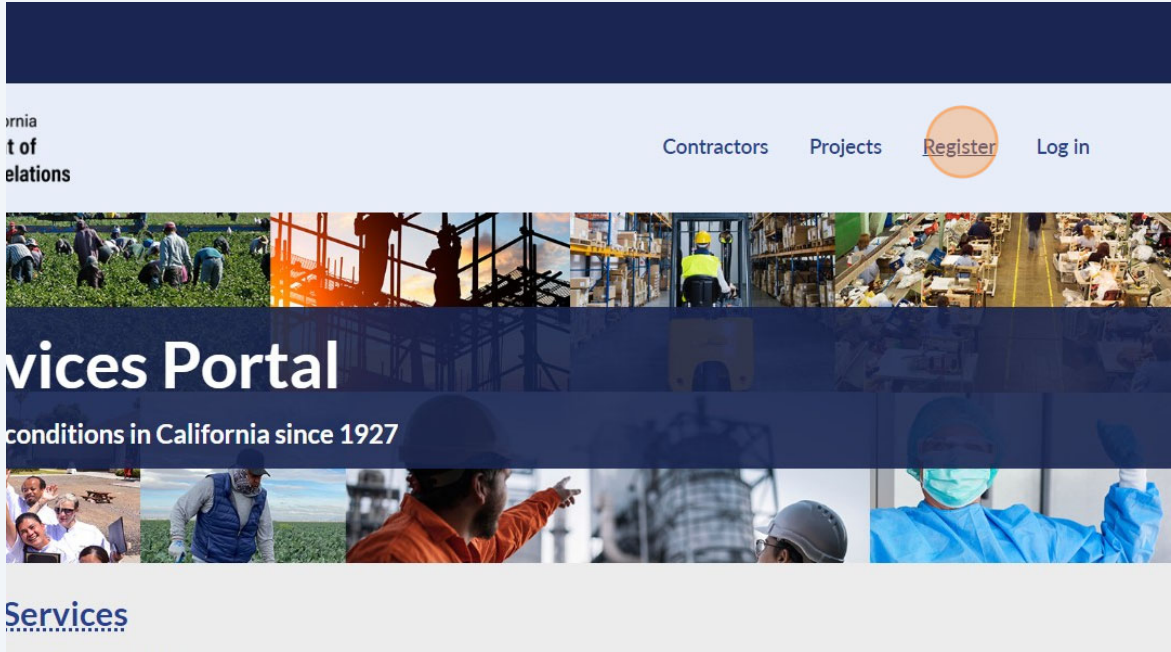 ornia
t of
elations
Contractors Projects Register Log in
vices Portal
conditions in California since 1927
Services